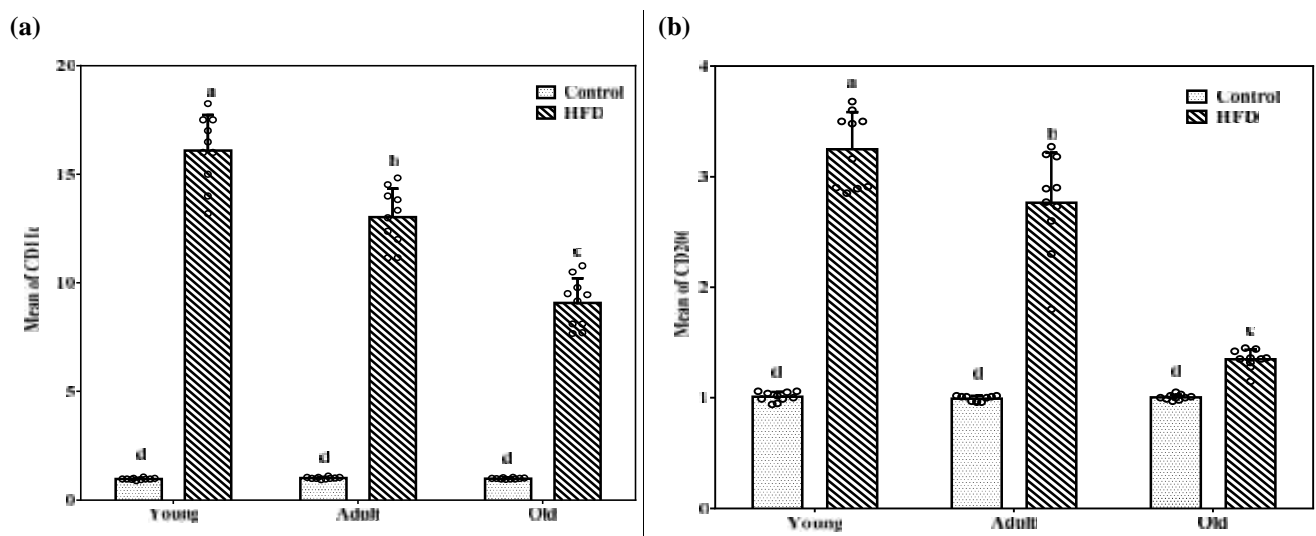 (a)
20
15
10
5
0
Mean of CD11c
Control
HFD
a
b
c
d
d
d
Young
Adult
Old
(b)
4
3
2
1
0
Mean of CD206
Control
HFD
a
b
c
d
d
d
Young
Adult
Old